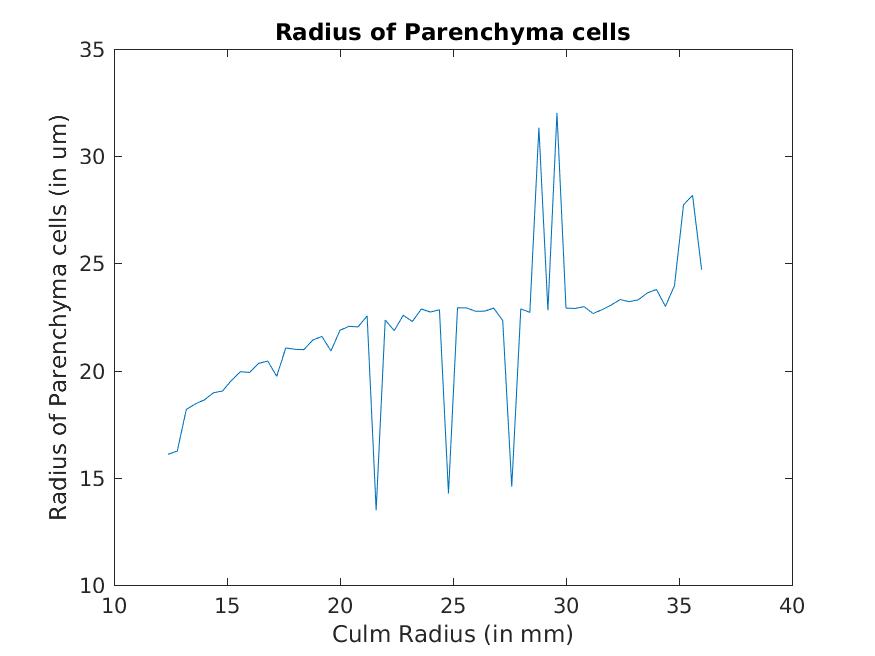 Radius of Parenchyma cells
35
30
25
20
15
10
Radius of Parenchyma cells (in um)
10 15 20 25 30 35 40
Culm Radius (in mm)